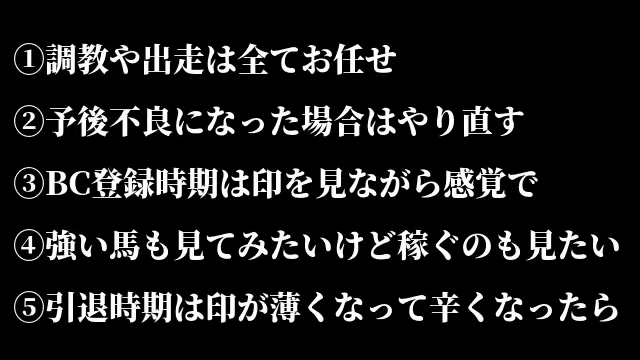 ①調教や出走は全てお任せ
②予後不良になった場合はやり直す
③BC登録時期は印を見ながら感覚で
④強い馬も見てみたいけど稼ぐのも見たい
⑤引退時期は印が薄くなって辛くなったら